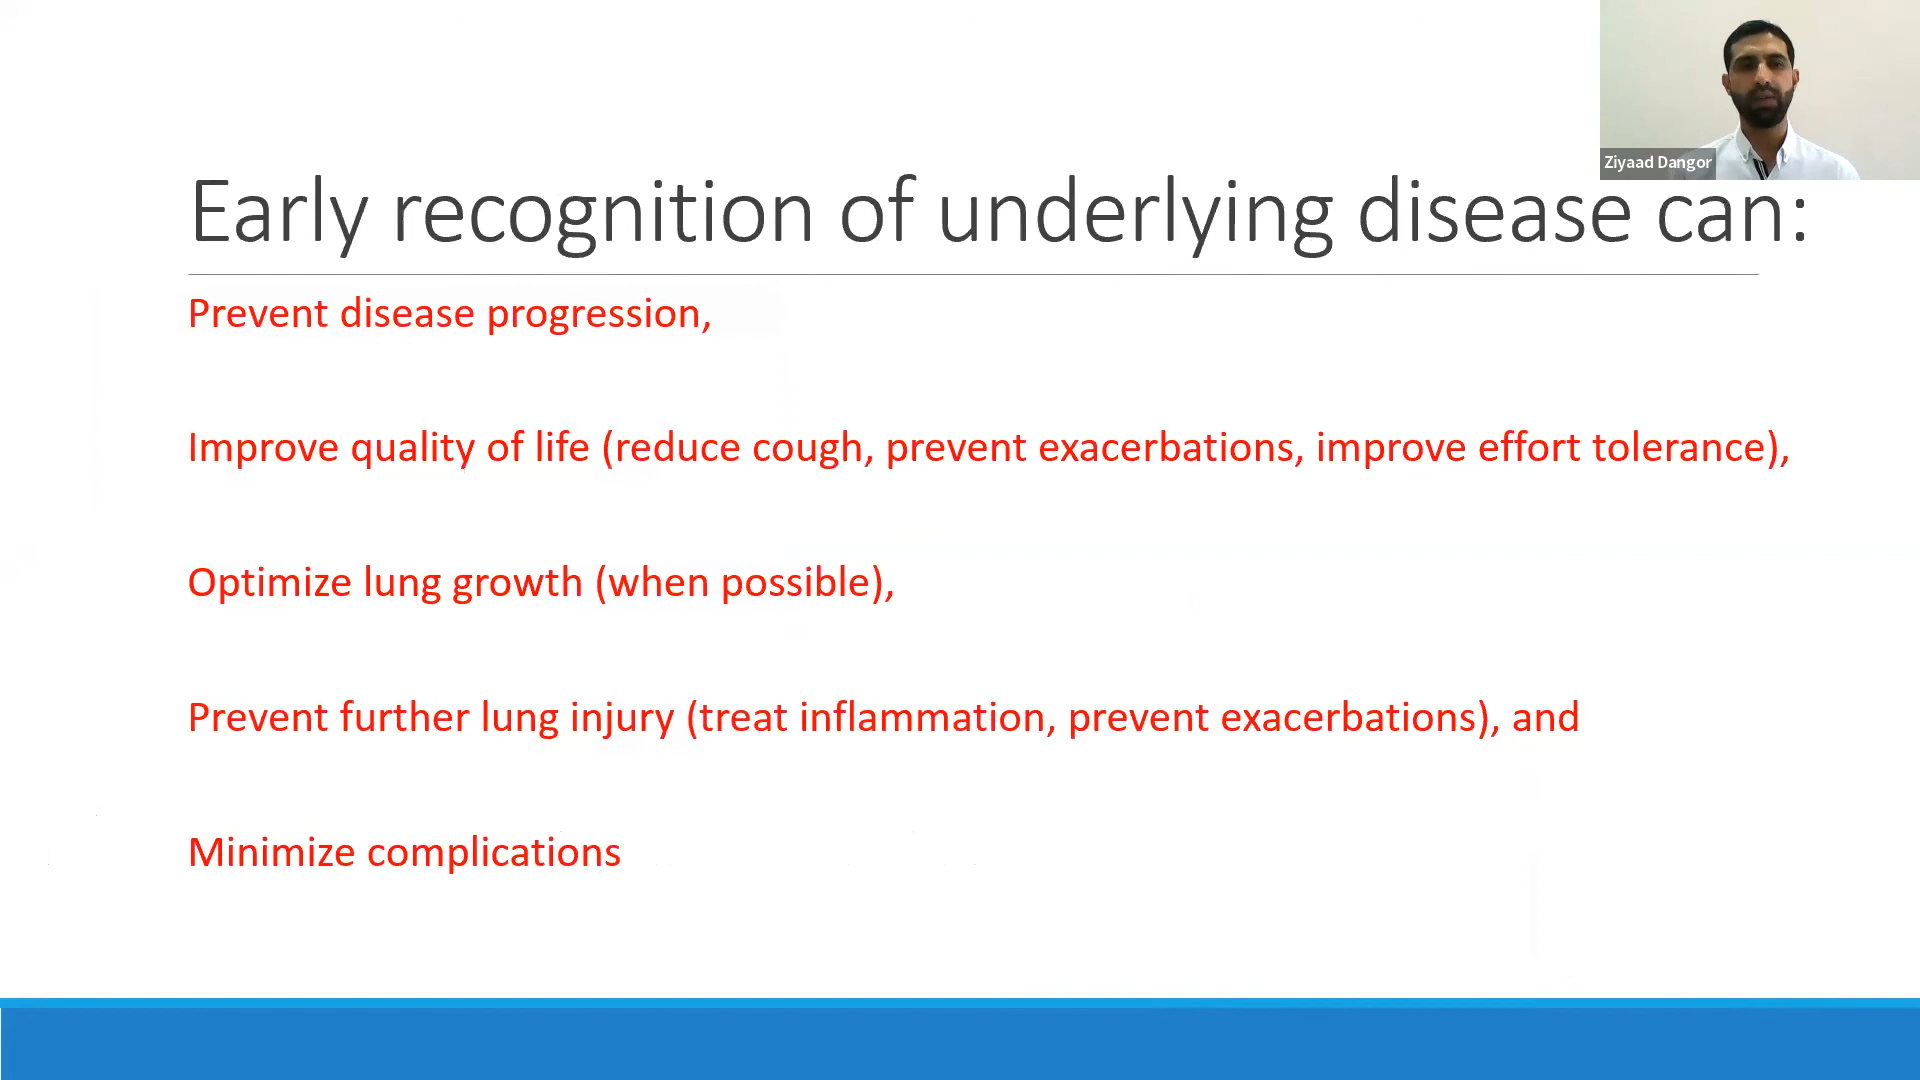 Ziyaad Dangor
Early recognition of underlying disease can:
Prevent disease progression,
Improve quality of life (reduce cough, prevent exacerbations, improve effort tolerance),
Optimize lung growth (when possible),
Prevent further lung injury (treat inflammation, prevent exacerbations), and
Minimize complications